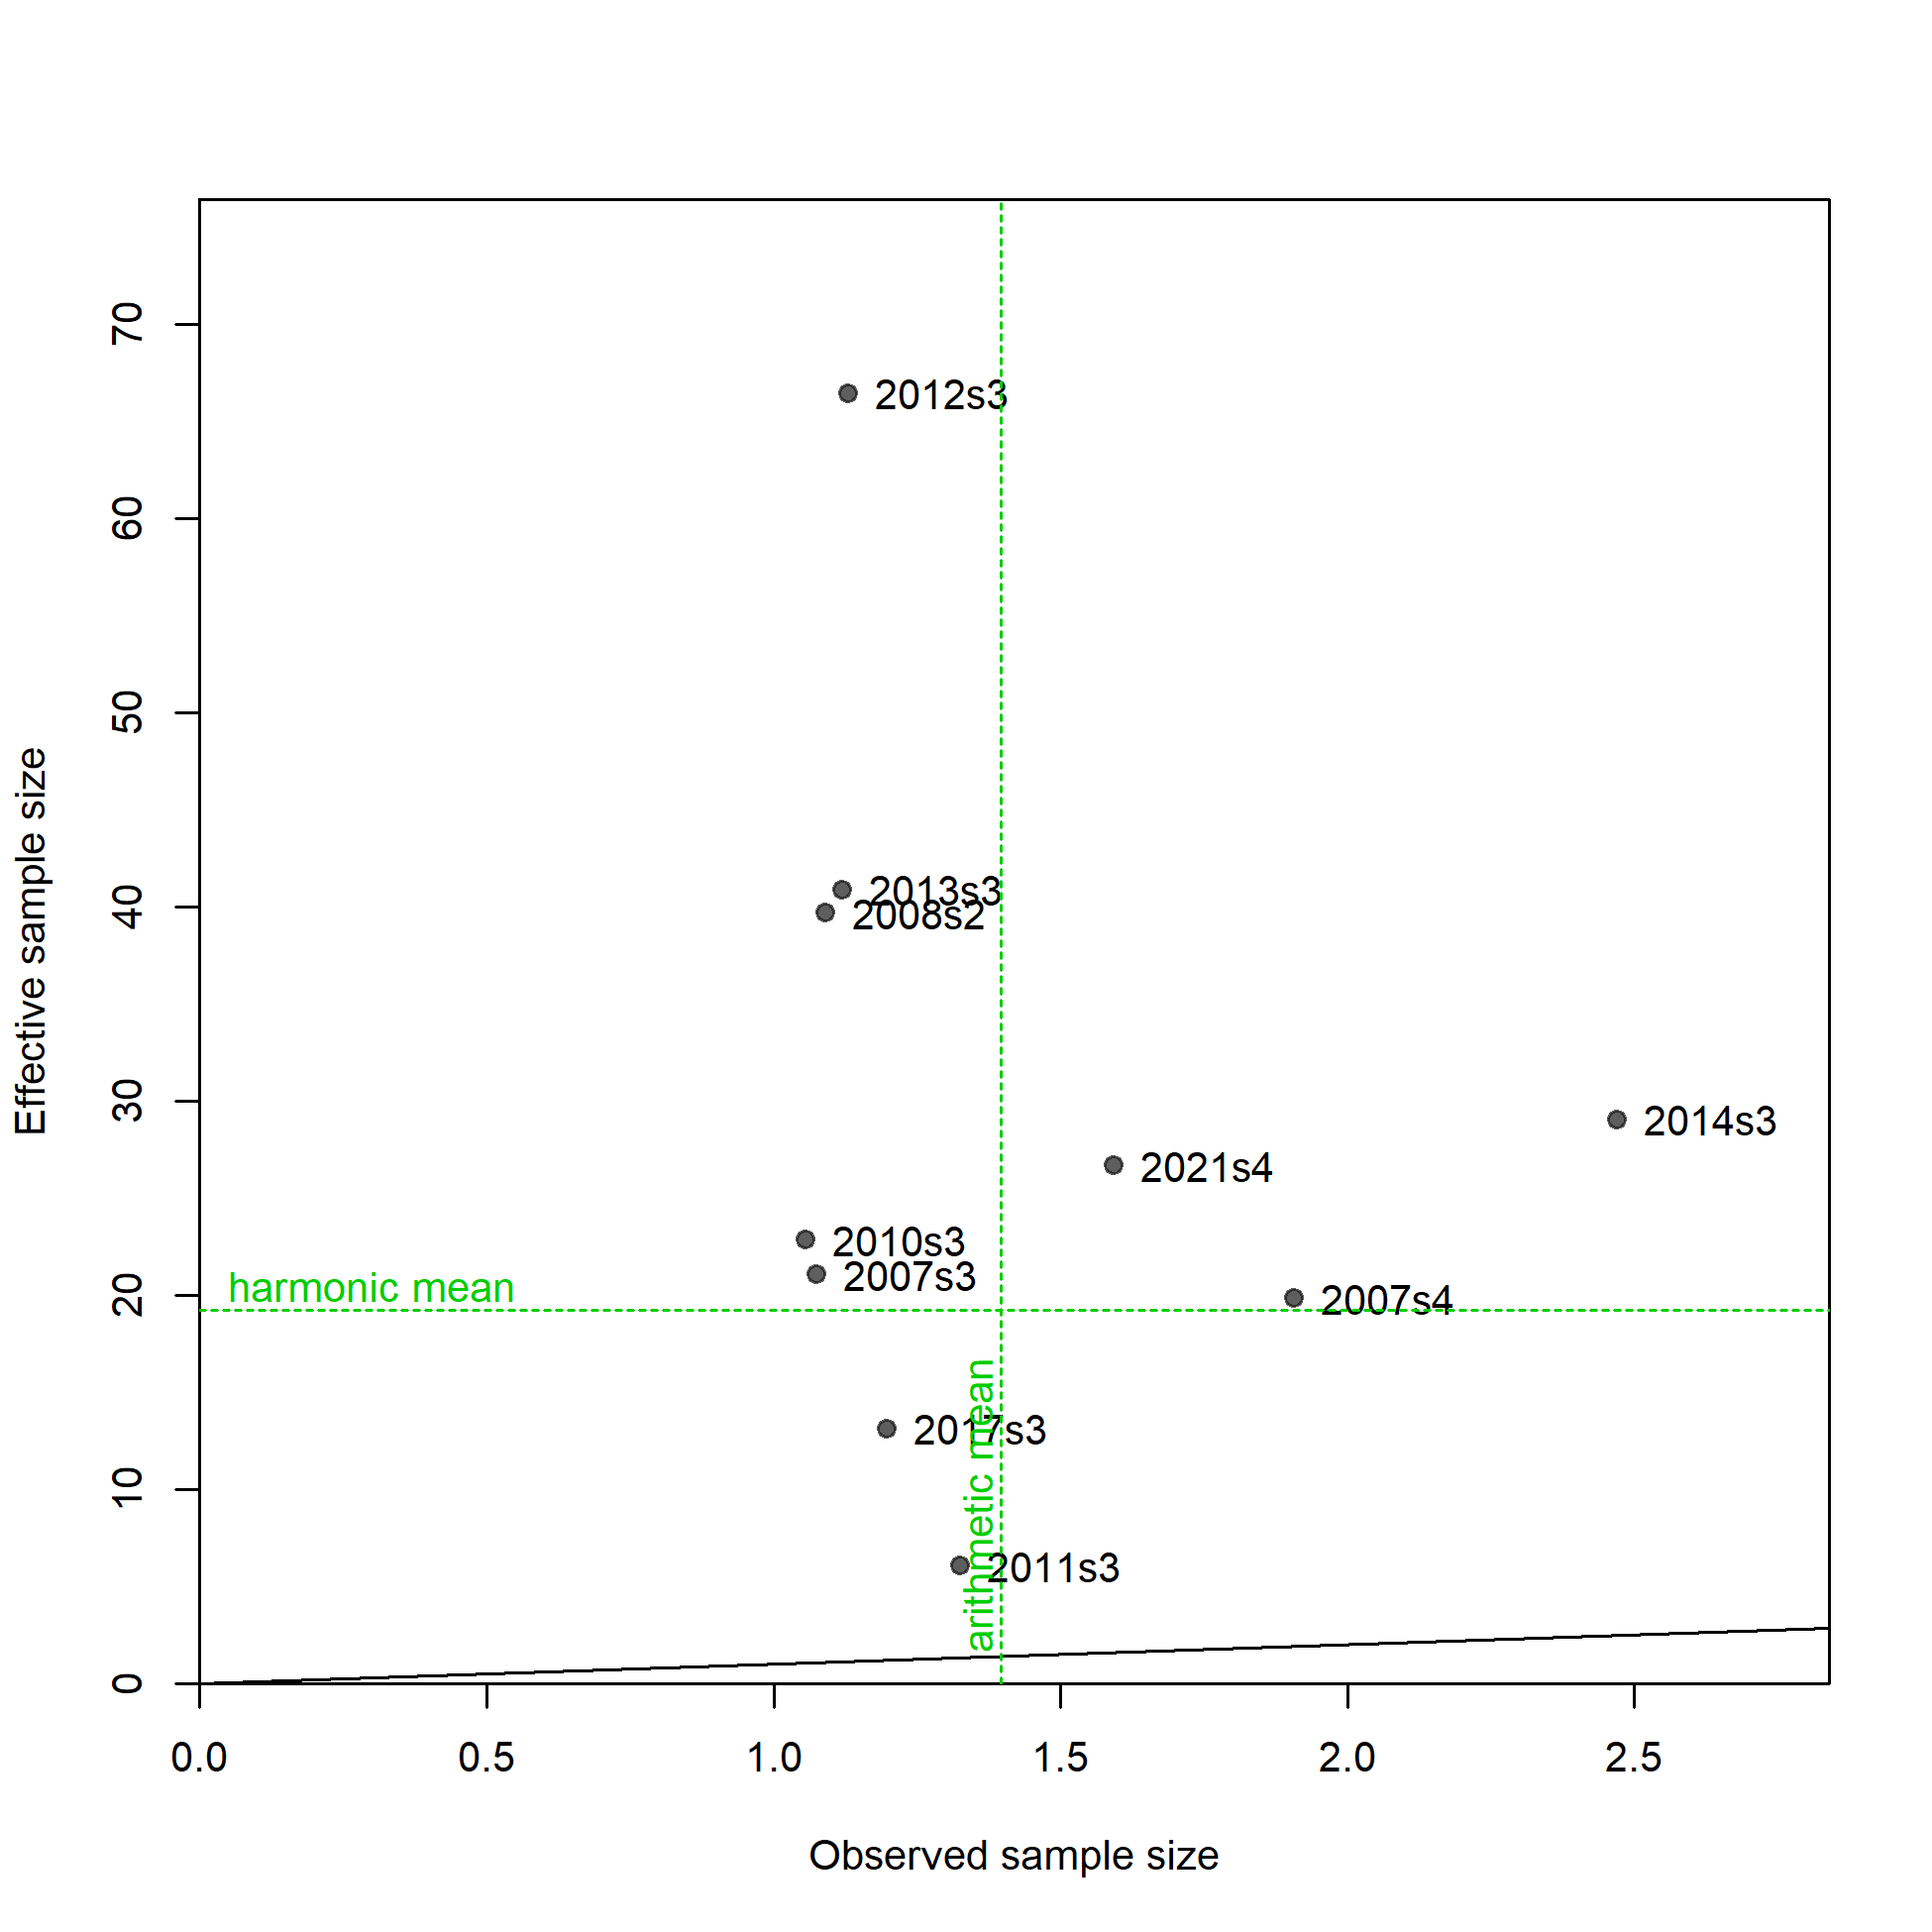 70
60
50
40
30
20
10
0
Effective sample size
2012s3
2013s3
2008s2
2014s3
2021s4
2010s3
2007s3
harmonic mean
2007s4
arithmetic mean
2017s3
2011s3
0.0 0.5 1.0 1.5 2.0 2.5
Observed sample size